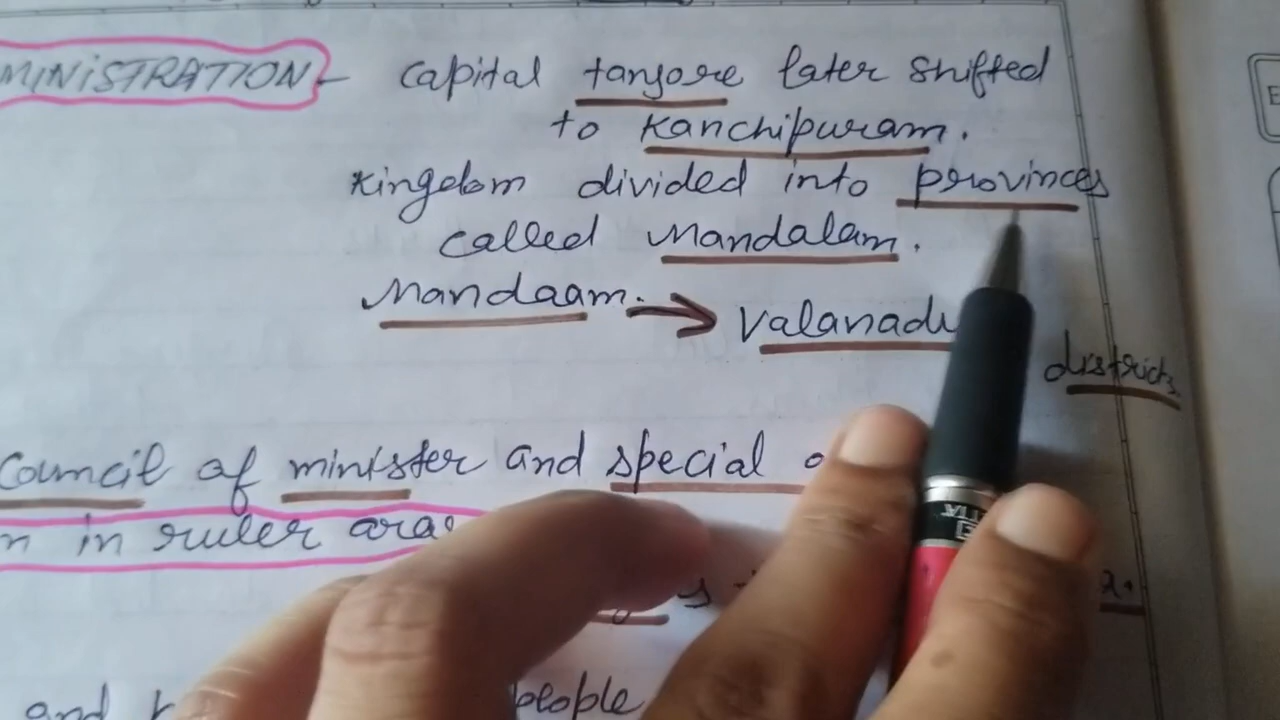 MINISTRATION - Capital tanjore later shifted
to Kanchipuram.
Kingdom divided into provinces
called Mandalam.
Mandaam. → Valanadu
districts
Council of minister and special
in ruler
and people